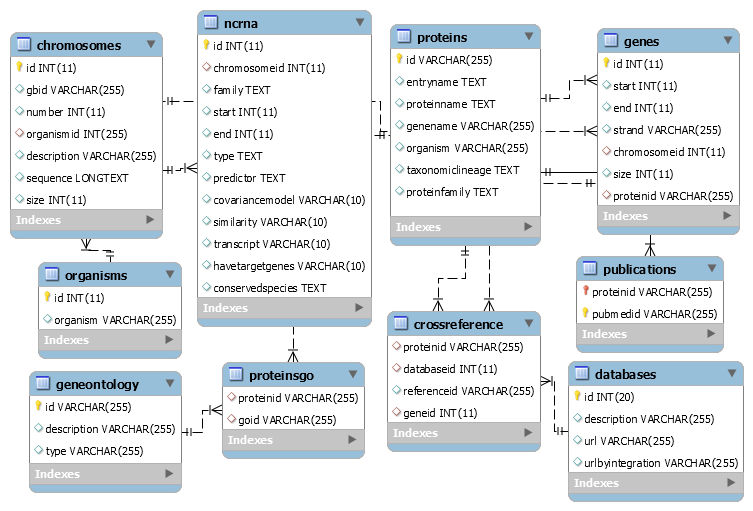 chromosomes
id INT(11)
gbid VARCHAR(255)
number INT(11)
organismid INT(255)
description VARCHAR(255)
sequence LONGTEXT
size INT(11)
Indexes
ncrna
id INT(11)
chromosomeid INT(11)
family TEXT
start INT(11)
end INT(11)
type TEXT
predictor TEXT
covariancemodel VARCHAR(10)
similarity VARCHAR(10)
transcript VARCHAR(10)
havetargetgenes VARCHAR(10)
conservedspecies TEXT
Indexes
proteins
id VARCHAR(255)
entryname TEXT
proteinname TEXT
genename VARCHAR(255)
organism VARCHAR(255)
taxonomiclineage TEXT
proteinfamily TEXT
Indexes
genes
id INT(11)
start INT(11)
end INT(11)
strand VARCHAR(255)
chromosomeid INT(11)
size INT(11)
proteinid VARCHAR(255)
Indexes
organisms
id INT(11)
organism VARCHAR(255)
Indexes
publications
proteinid VARCHAR(255)
pubmedid VARCHAR(255)
Indexes
crossreference
proteinid VARCHAR(255)
databaseid INT(11)
referenceid VARCHAR(255)
geneid INT(11)
Indexes
geneontology
id VARCHAR(255)
description VARCHAR(255)
type VARCHAR(255)
Indexes
proteinsgo
proteinid VARCHAR(255)
goid VARCHAR(255)
Indexes
databases
id INT(20)
description VARCHAR(255)
url VARCHAR(255)
urlbyintegration VARCHAR(255)
Indexes